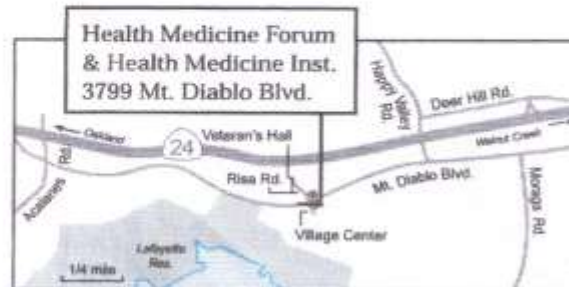 Health Medicine Forum
& Health Medicine Inst.
3799 Mt. Diablo Blvd.
Happy Valley Rd.
Deer Hill Rd.
Oakland
24
Veteran's Hall
Walnut Creek
Acalanes Rd.
Risa Rd.
Mt. Diablo Blvd.
Moraga Rd.
Village Center
Lafayette
Res.
1/4 mile